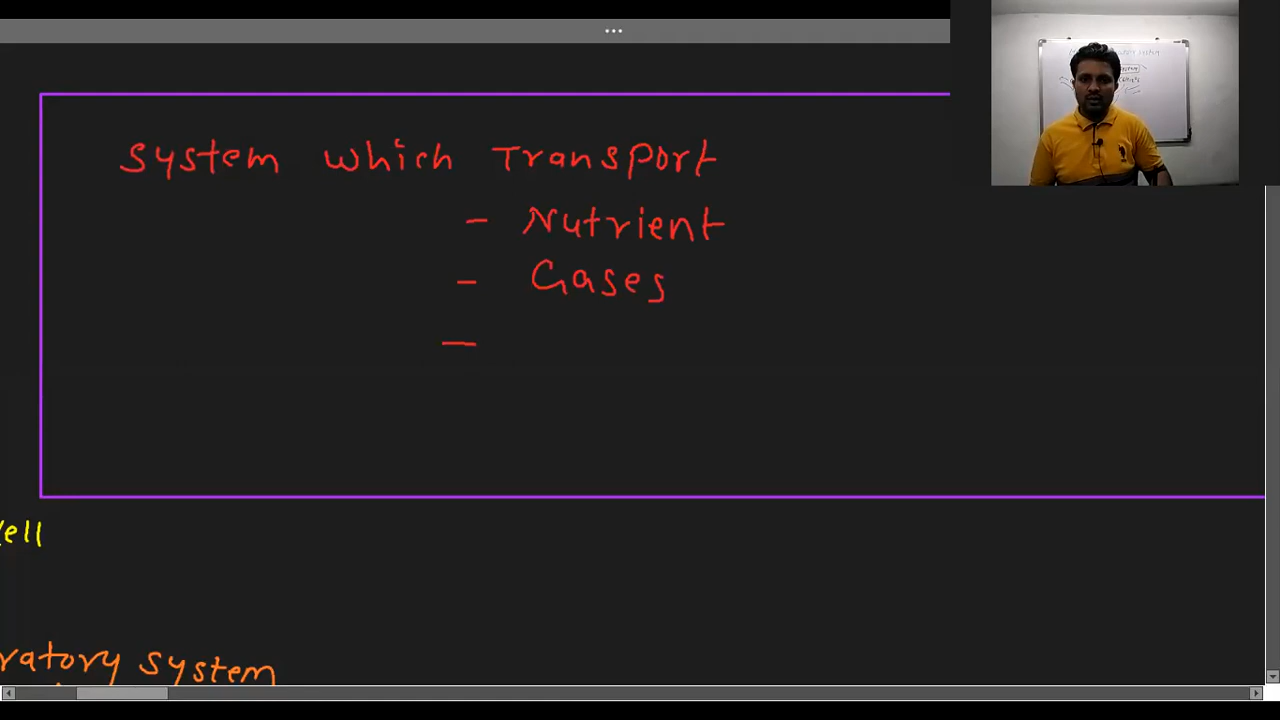 System which Transport
- Nutrient
- Gases
-
ell
ratory system